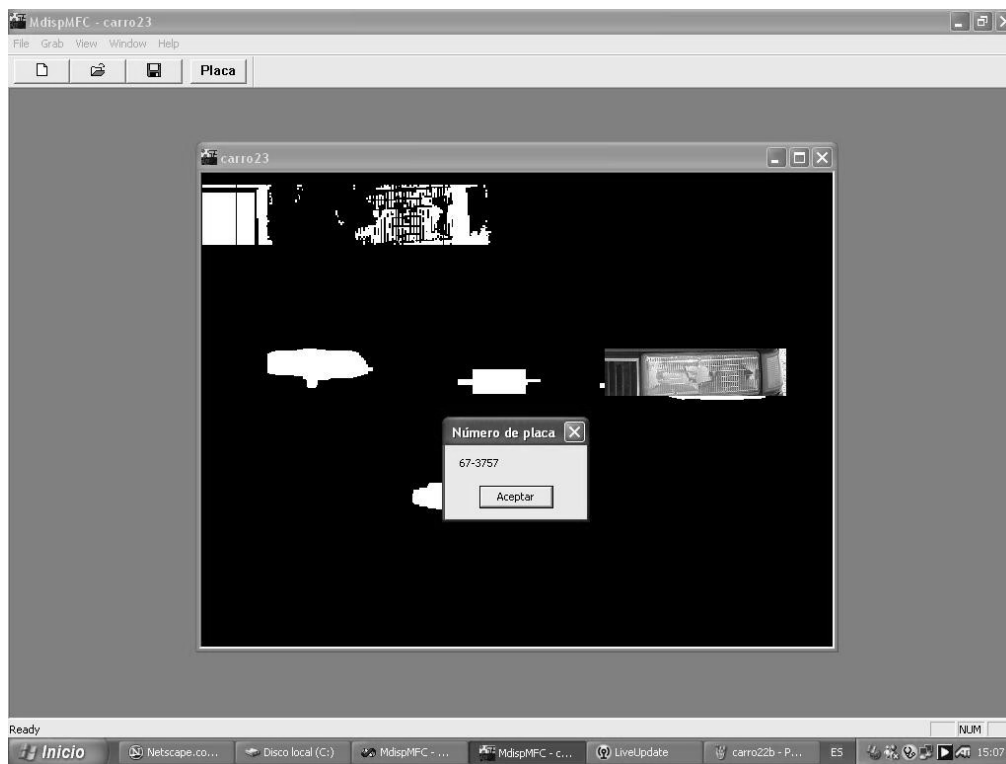 MdispMFC - carro23
File Grab View Window Help
Placa
carro23
Número de placa
67-3757
Aceptar
Ready
NUM
Inicio
Netscape.co...
Disco local (C:)
MdispMFC - ...
MdispMFC - c...
LiveUpdate
carro22b - P...
ES
15:07